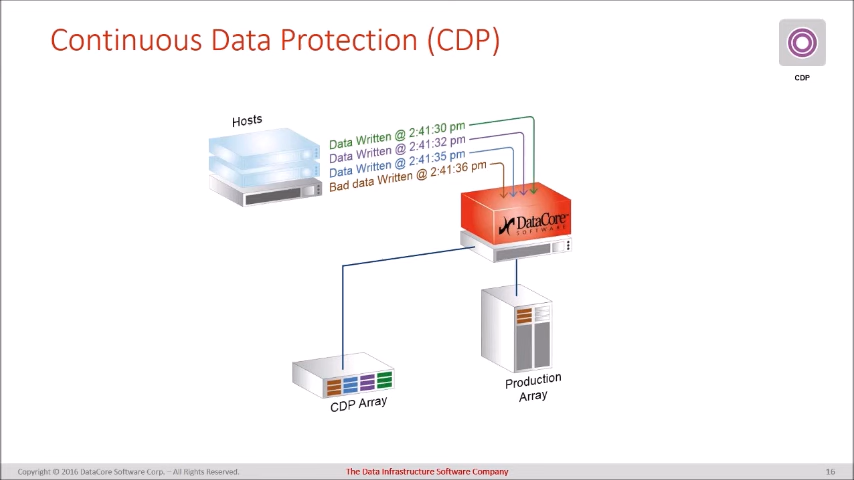 Continuous Data Protection (CDP)
CDP
Hosts
Data Written @ 2:41:30 pm
Data Written @ 2:41:32 pm
Data Written @ 2:41:35 pm
Bad data Written @ 2:41:36 pm
DataCore
SOFTWARE
CDP Array
Production
Array
Copyright © 2016 DataCore Software Corp. – All Rights Reserved.
The Data Infrastructure Software Company
16